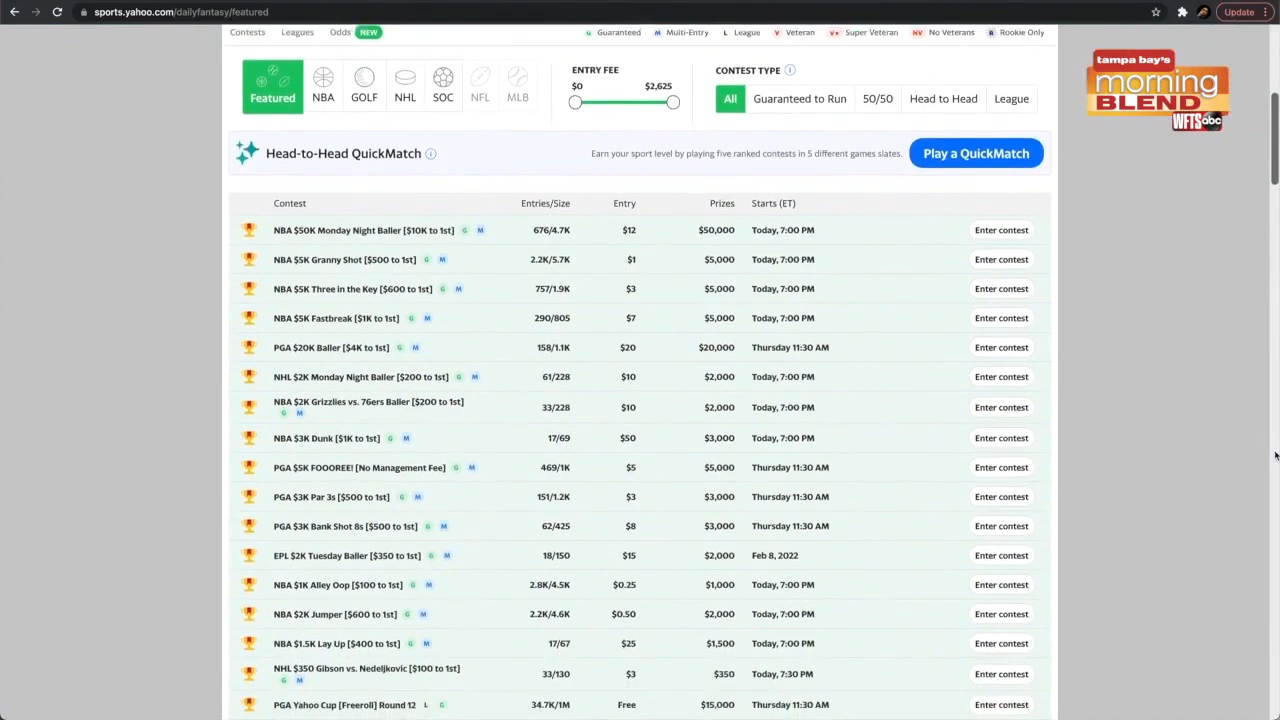 sports.yahoo.com/dailyfantasy/featured
Update
Contests Leagues Odds NEW
G Guaranteed M Multi-Entry L League V Veteran V+ Super Veteran NV No Veterans R Rookie Only
tampa bay's
morning
BLEND
WFTS abc
Featured NBA GOLF NHL SOC NFL MLB
ENTRY FEE
$0 $2,625
CONTEST TYPE
All Guaranteed to Run 50/50 Head to Head League
Head-to-Head QuickMatch Earn your sport level by playing five ranked contests in 5 different games slates. Play a QuickMatch
Contest Entries/Size Entry Prizes Starts (ET)
NBA $50K Monday Night Baller [$10K to 1st] G M 676/4.7K $12 $50,000 Today, 7:00 PM Enter contest
NBA $5K Granny Shot [$500 to 1st] G M 2.2K/5.7K $1 $5,000 Today, 7:00 PM Enter contest
NBA $5K Three in the Key [$600 to 1st] G M 757/1.9K $3 $5,000 Today, 7:00 PM Enter contest
NBA $5K Fastbreak [$1K to 1st] G M 290/805 $7 $5,000 Today, 7:00 PM Enter contest
PGA $20K Baller [$4K to 1st] G M 158/1.1K $20 $20,000 Thursday 11:30 AM Enter contest
NHL $2K Monday Night Baller [$200 to 1st] G M 61/228 $10 $2,000 Today, 7:00 PM Enter contest
NBA $2K Grizzlies vs. 76ers Baller [$200 to 1st]
G M 33/228 $10 $2,000 Today, 7:00 PM Enter contest
NBA $3K Dunk [$1K to 1st] G M 17/69 $50 $3,000 Today, 7:00 PM Enter contest
PGA $5K FOOOREE! [No Management Fee] G M 469/1K $5 $5,000 Thursday 11:30 AM Enter contest
PGA $3K Par 3s [$500 to 1st] G M 151/1.2K $3 $3,000 Thursday 11:30 AM Enter contest
PGA $3K Bank Shot 8s [$500 to 1st] G M 62/425 $8 $3,000 Thursday 11:30 AM Enter contest
EPL $2K Tuesday Baller [$350 to 1st] G M 18/150 $15 $2,000 Feb 8, 2022 Enter contest
NBA $1K Alley Oop [$100 to 1st] G M 2.8K/4.5K $0.25 $1,000 Today, 7:00 PM Enter contest
NBA $2K Jumper [$600 to 1st] G M 2.2K/4.6K $0.50 $2,000 Today, 7:00 PM Enter contest
NBA $1.5K Lay Up [$400 to 1st] G M 17/67 $25 $1,500 Today, 7:00 PM Enter contest
NHL $350 Gibson vs. Nedeljkovic [$100 to 1st]
G M 33/130 $3 $350 Today, 7:30 PM Enter contest
PGA Yahoo Cup [Freeroll] Round 12 L G 34.7K/1M Free $15,000 Thursday 11:30 AM Enter contest